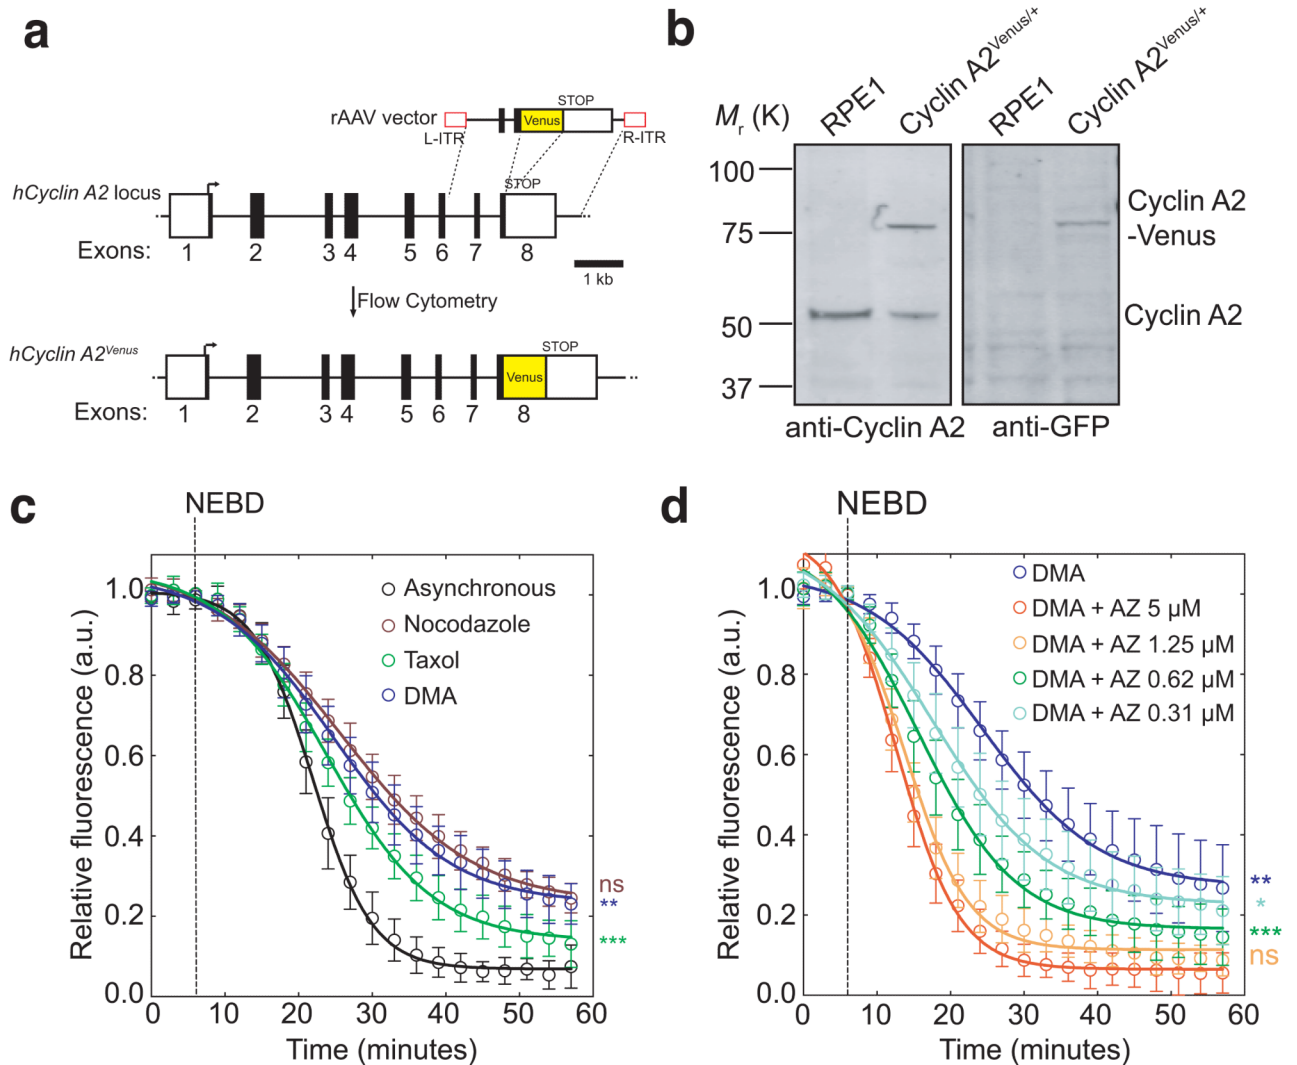 a
rAAV vector
L-ITR
Venus
STOP
R-ITR
hCyclin A2 locus
STOP
Exons:
1 2 3 4 5 6 7 8
1 kb
Flow Cytometry
hCyclin A2Venus
STOP
Venus
Exons:
1 2 3 4 5 6 7 8
b
Mr (K)
RPE1
Cyclin A2Venus/+
RPE1
Cyclin A2Venus/+
100
75
50
37
Cyclin A2
-Venus
Cyclin A2
anti-Cyclin A2
anti-GFP
c
NEBD
Relative fluorescence (a.u.)
1.0
0.8
0.6
0.4
0.2
0.0
Asynchronous
Nocodazole
Taxol
DMA
ns
**
***
0 10 20 30 40 50 60
Time (minutes)
d
NEBD
Relative fluorescence (a.u.)
1.0
0.8
0.6
0.4
0.2
0.0
DMA
DMA + AZ 5 µM
DMA + AZ 1.25 µM
DMA + AZ 0.62 µM
DMA + AZ 0.31 µM
**
*
***
ns
0 10 20 30 40 50 60
Time (minutes)